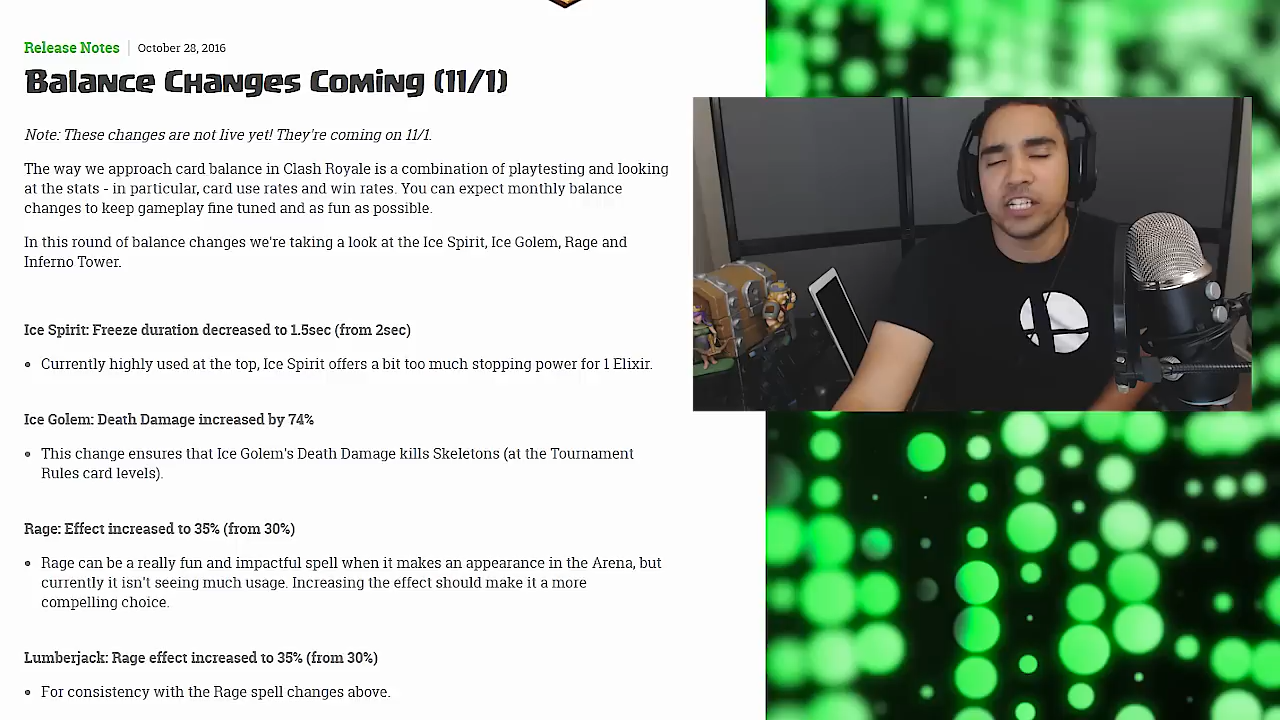 Release Notes
October 28, 2016
Balance Changes Coming (11/1)
Note: These changes are not live yet! They're coming on 11/1.
The way we approach card balance in Clash Royale is a combination of playtesting and looking
at the stats - in particular, card use rates and win rates. You can expect monthly balance
changes to keep gameplay fine tuned and as fun as possible.
In this round of balance changes we're taking a look at the Ice Spirit, Ice Golem, Rage and
Inferno Tower.
Ice Spirit: Freeze duration decreased to 1.5sec (from 2sec)
• Currently highly used at the top, Ice Spirit offers a bit too much stopping power for 1 Elixir.
Ice Golem: Death Damage increased by 74%
• This change ensures that Ice Golem's Death Damage kills Skeletons (at the Tournament
Rules card levels).
Rage: Effect increased to 35% (from 30%)
• Rage can be a really fun and impactful spell when it makes an appearance in the Arena, but
currently it isn't seeing much usage. Increasing the effect should make it a more
compelling choice.
Lumberjack: Rage effect increased to 35% (from 30%)
• For consistency with the Rage spell changes above.